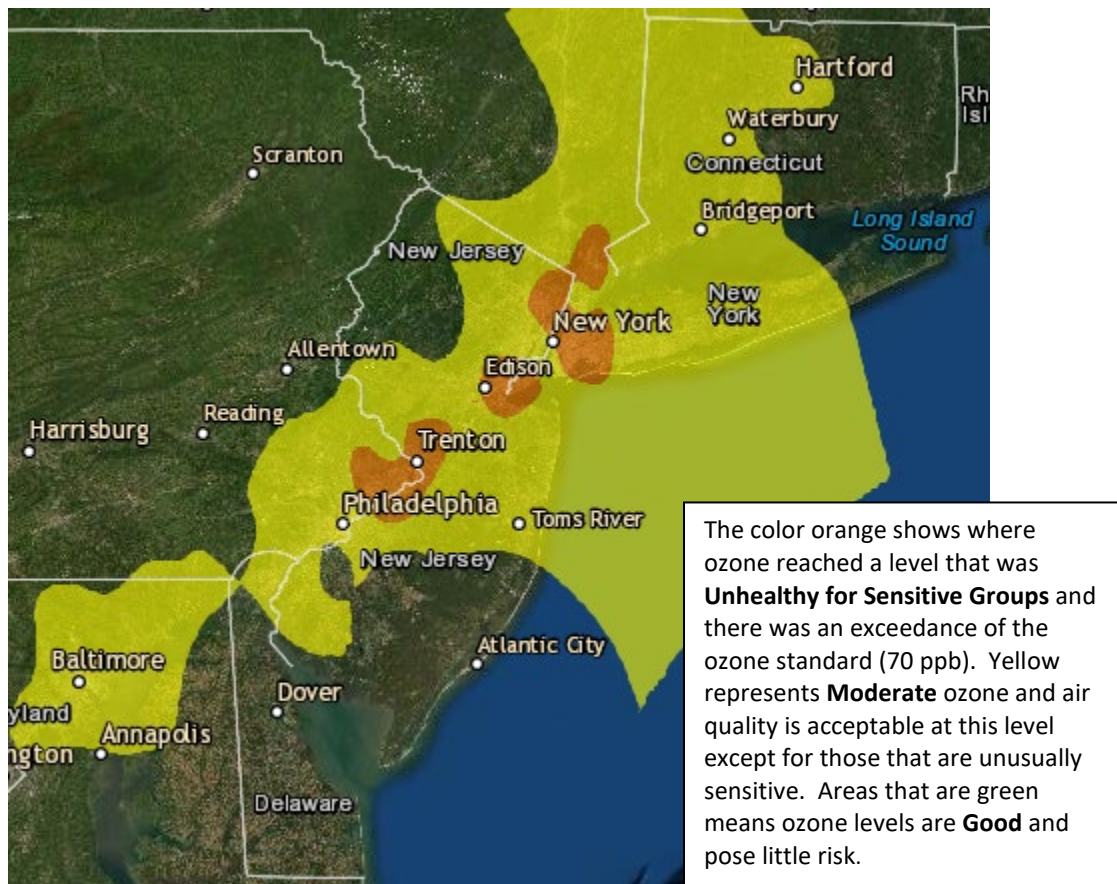 Hartford
Rh
Isl
Waterbury
Connecticut
Scranton
Bridgeport
Long Island
Sound
New Jersey
New
York
New York
Allentown
Edison
Reading
Harrisburg
Trenton
Philadelphia
Toms River
New Jersey
Atlantic City
Baltimore
Dover
yland
Annapolis
ngton
Delaware
The color orange shows where
ozone reached a level that was
Unhealthy for Sensitive Groups and
there was an exceedance of the
ozone standard (70 ppb).  Yellow
represents Moderate ozone and air
quality is acceptable at this level
except for those that are unusually
sensitive.  Areas that are green
means ozone levels are Good and
pose little risk.